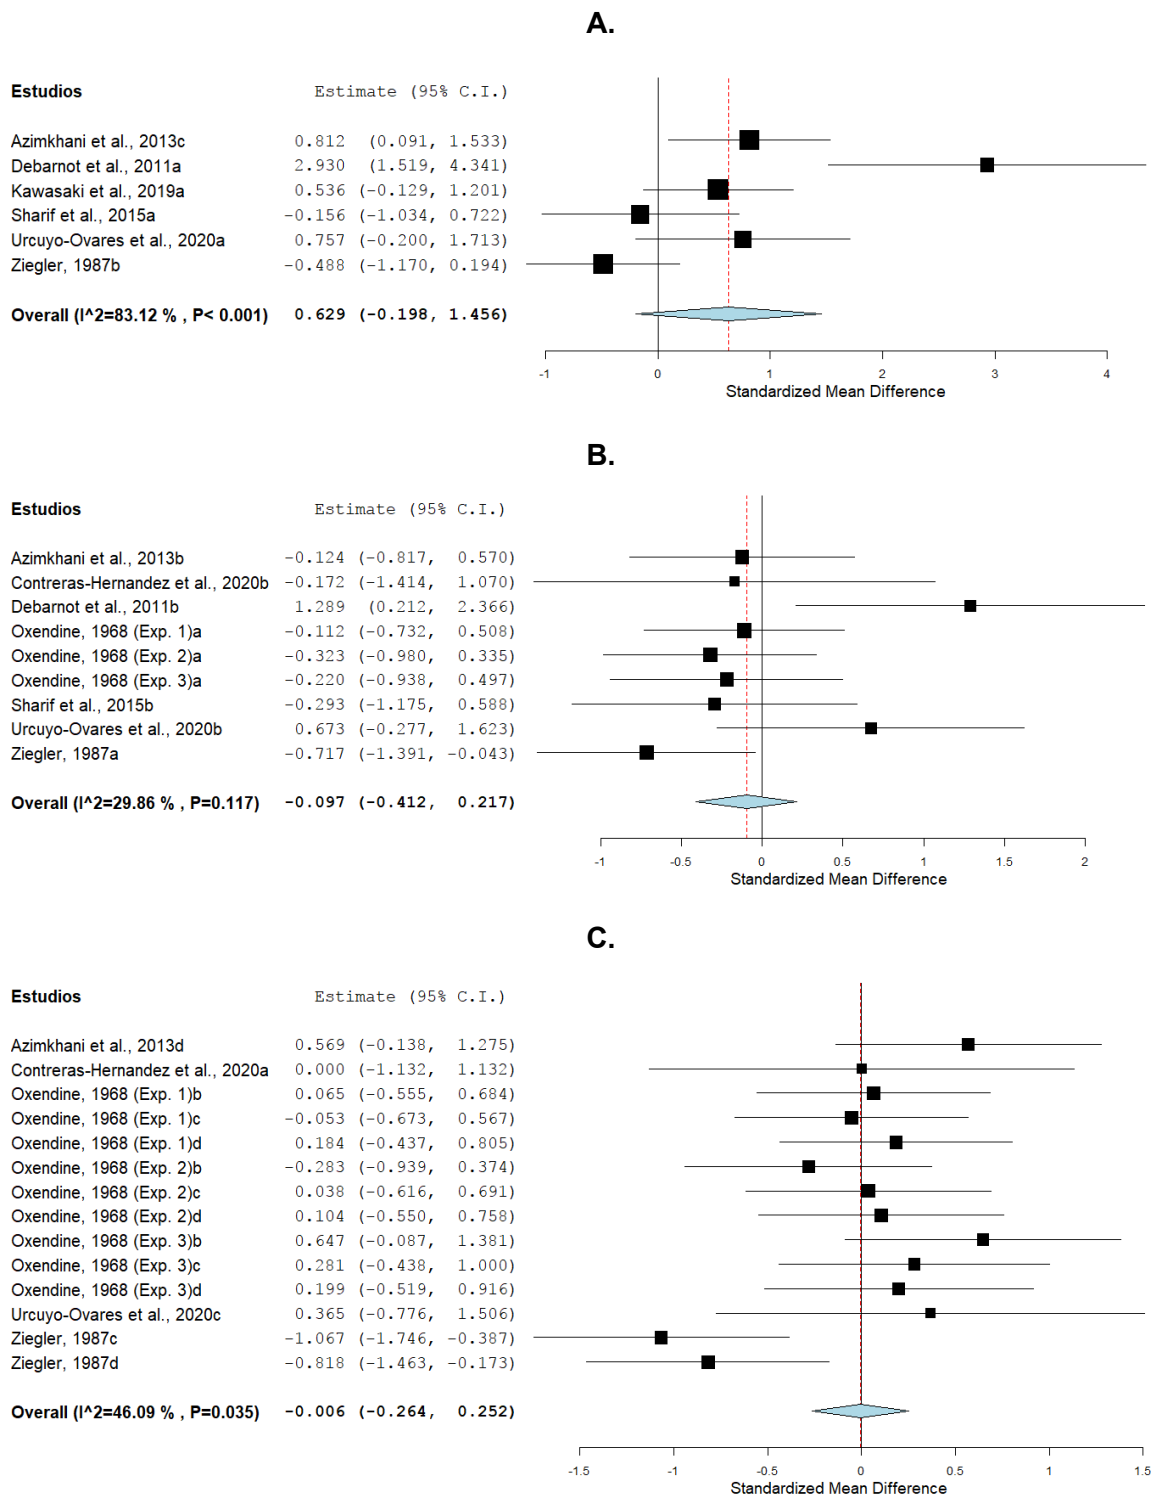 A.
Estudios Estimate (95% C.I.)
Azimkhani et al., 2013c 0.812 (0.091, 1.533)
Debarnot et al., 2011a 2.930 (1.519, 4.341)
Kawasaki et al., 2019a 0.536 (-0.129, 1.201)
Sharif et al., 2015a -0.156 (-1.034, 0.722)
Urcuyo-Ovares et al., 2020a 0.757 (-0.200, 1.713)
Ziegler, 1987b -0.488 (-1.170, 0.194)
Overall (I^2=83.12 % , P< 0.001) 0.629 (-0.198, 1.456)
-1 0 1 2 3 4
Standardized Mean Difference
B.
Estudios Estimate (95% C.I.)
Azimkhani et al., 2013b -0.124 (-0.817, 0.570)
Contreras-Hernandez et al., 2020b -0.172 (-1.414, 1.070)
Debarnot et al., 2011b 1.289 (0.212, 2.366)
Oxendine, 1968 (Exp. 1)a -0.112 (-0.732, 0.508)
Oxendine, 1968 (Exp. 2)a -0.323 (-0.980, 0.335)
Oxendine, 1968 (Exp. 3)a -0.220 (-0.938, 0.497)
Sharif et al., 2015b -0.293 (-1.175, 0.588)
Urcuyo-Ovares et al., 2020b 0.673 (-0.277, 1.623)
Ziegler, 1987a -0.717 (-1.391, -0.043)
Overall (I^2=29.86 % , P=0.117) -0.097 (-0.412, 0.217)
-1 -0.5 0 0.5 1 1.5 2
Standardized Mean Difference
C.
Estudios Estimate (95% C.I.)
Azimkhani et al., 2013d 0.569 (-0.138, 1.275)
Contreras-Hernandez et al., 2020a 0.000 (-1.132, 1.132)
Oxendine, 1968 (Exp. 1)b 0.065 (-0.555, 0.684)
Oxendine, 1968 (Exp. 1)c -0.053 (-0.673, 0.567)
Oxendine, 1968 (Exp. 1)d 0.184 (-0.437, 0.805)
Oxendine, 1968 (Exp. 2)b -0.283 (-0.939, 0.374)
Oxendine, 1968 (Exp. 2)c 0.038 (-0.616, 0.691)
Oxendine, 1968 (Exp. 2)d 0.104 (-0.550, 0.758)
Oxendine, 1968 (Exp. 3)b 0.647 (-0.087, 1.381)
Oxendine, 1968 (Exp. 3)c 0.281 (-0.438, 1.000)
Oxendine, 1968 (Exp. 3)d 0.199 (-0.519, 0.916)
Urcuyo-Ovares et al., 2020c 0.365 (-0.776, 1.506)
Ziegler, 1987c -1.067 (-1.746, -0.387)
Ziegler, 1987d -0.818 (-1.463, -0.173)
Overall (I^2=46.09 % , P=0.035) -0.006 (-0.264, 0.252)
-1.5 -1 -0.5 0 0.5 1 1.5
Standardized Mean Difference